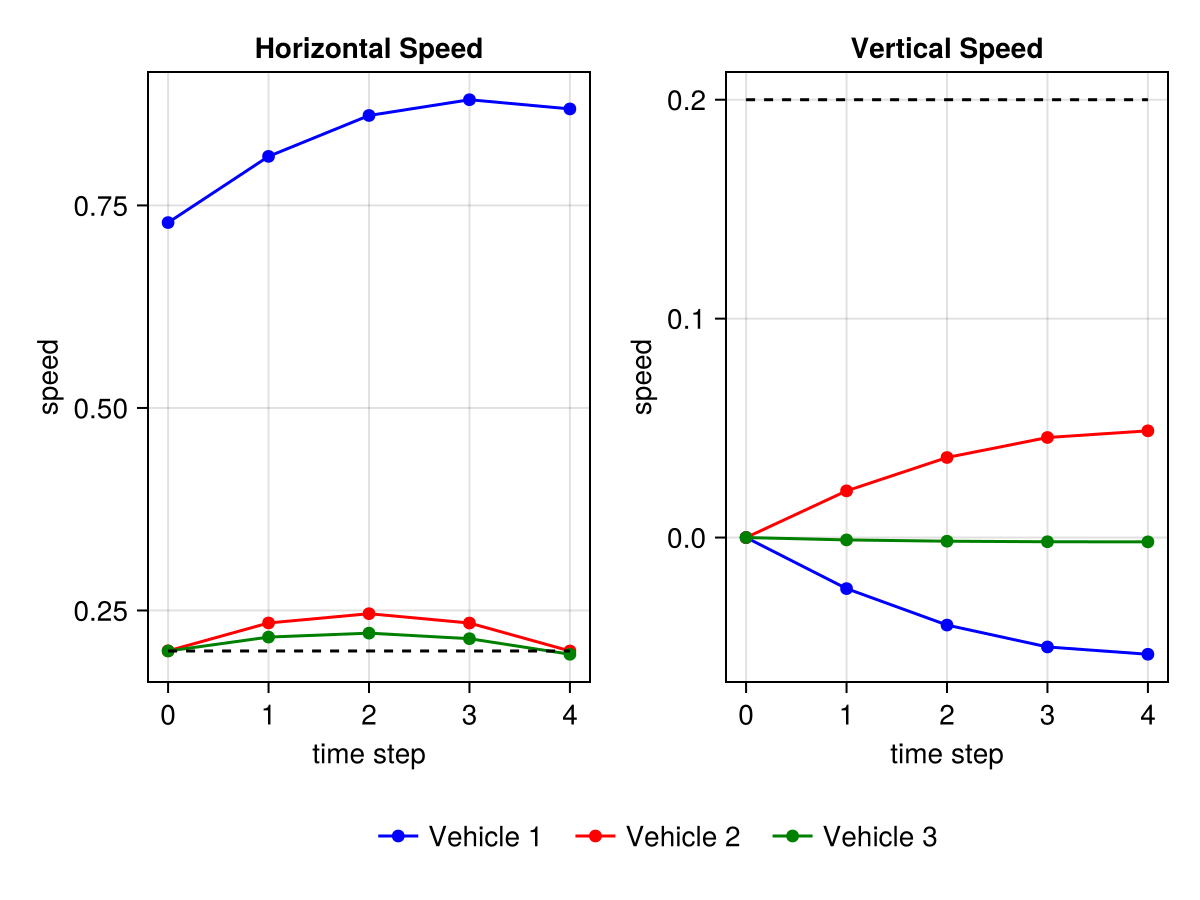 Horizontal Speed
speed
0.75
0.50
0.25
0 1 2 3 4
time step
Vertical Speed
speed
0.2
0.1
0.0
0 1 2 3 4
time step
Vehicle 1 Vehicle 2 Vehicle 3